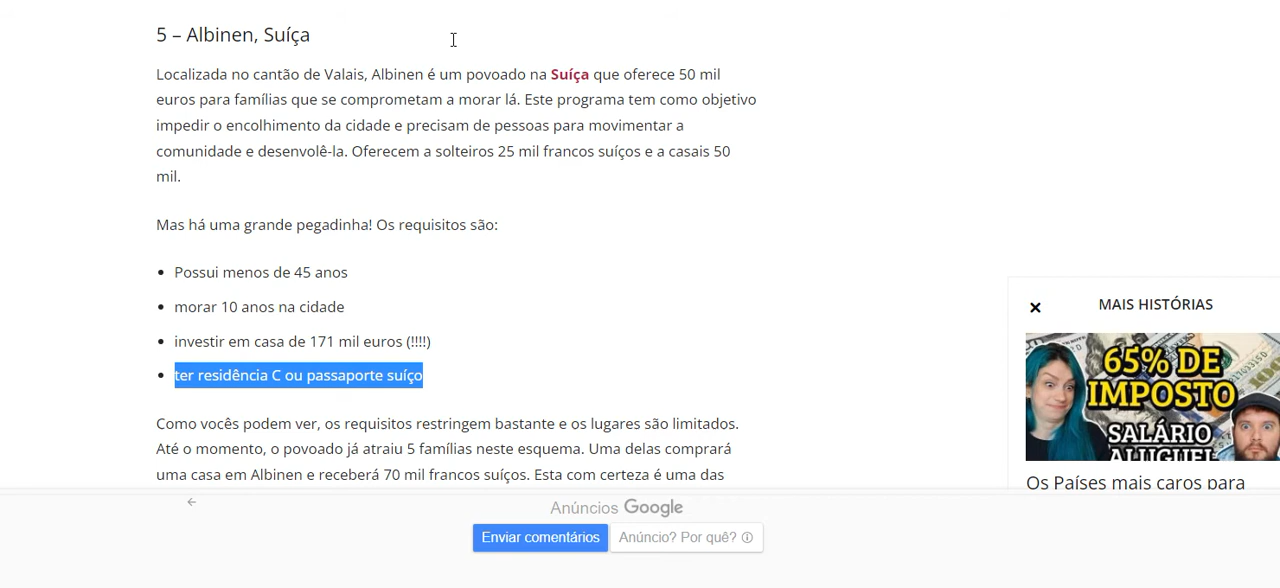 5 – Albinen, Suíça
Localizada no cantão de Valais, Albinen é um povoado na Suíça que oferece 50 mil
euros para famílias que se comprometam a morar lá. Este programa tem como objetivo
impedir o encolhimento da cidade e precisam de pessoas para movimentar a
comunidade e desenvolê-la. Oferecem a solteiros 25 mil francos suíços e a casais 50
mil.
Mas há uma grande pegadinha! Os requisitos são:
• Possui menos de 45 anos
• morar 10 anos na cidade
• investir em casa de 171 mil euros (!!!!)
• ter residência C ou passaporte suíço
Como vocês podem ver, os requisitos restringem bastante e os lugares são limitados.
Até o momento, o povoado já atraiu 5 famílias neste esquema. Uma delas comprará
uma casa em Albinen e receberá 70 mil francos suíços. Esta com certeza é uma das
MAIS HISTÓRIAS
65% DE
IMPOSTO
SALÁRIO
ALUGUEL
Os Países mais caros para
Anúncios Google
Enviar comentários
Anúncio? Por quê?